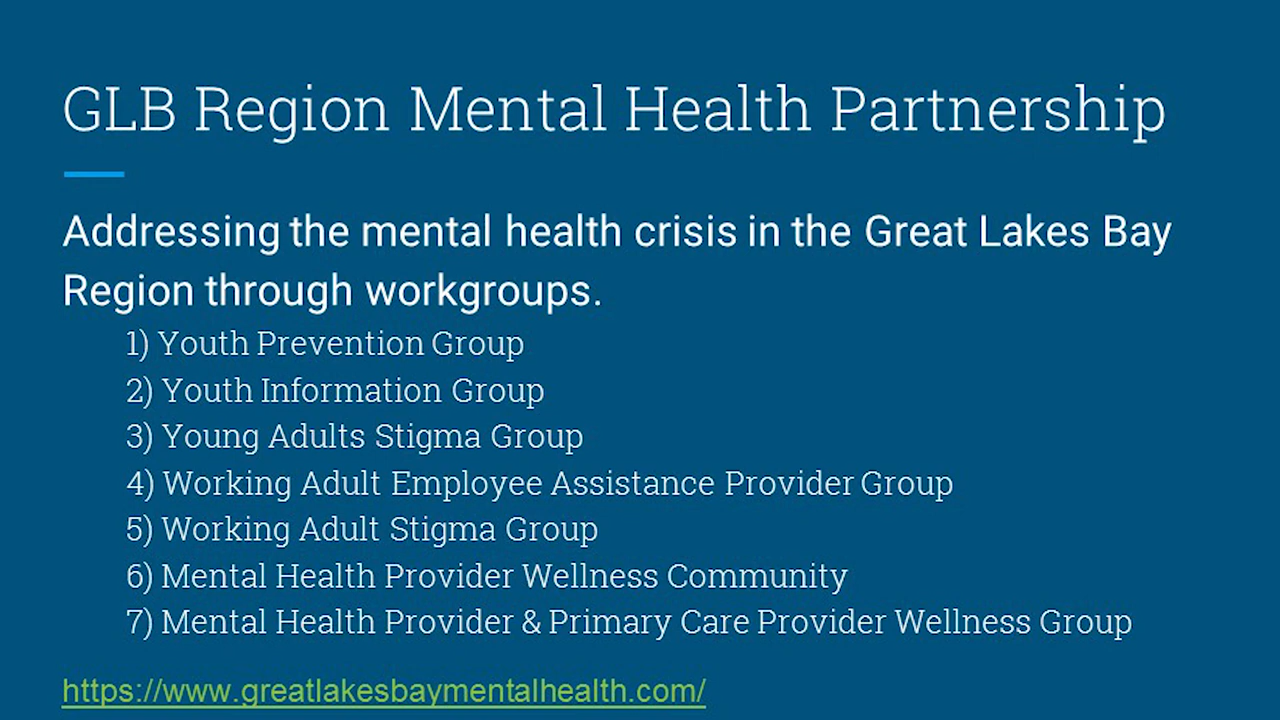 GLB Region Mental Health Partnership
Addressing the mental health crisis in the Great Lakes Bay
Region through workgroups.
1) Youth Prevention Group
2) Youth Information Group
3) Young Adults Stigma Group
4) Working Adult Employee Assistance Provider Group
5) Working Adult Stigma Group
6) Mental Health Provider Wellness Community
7) Mental Health Provider & Primary Care Provider Wellness Group
https://www.greatlakesbaymentalhealth.com/